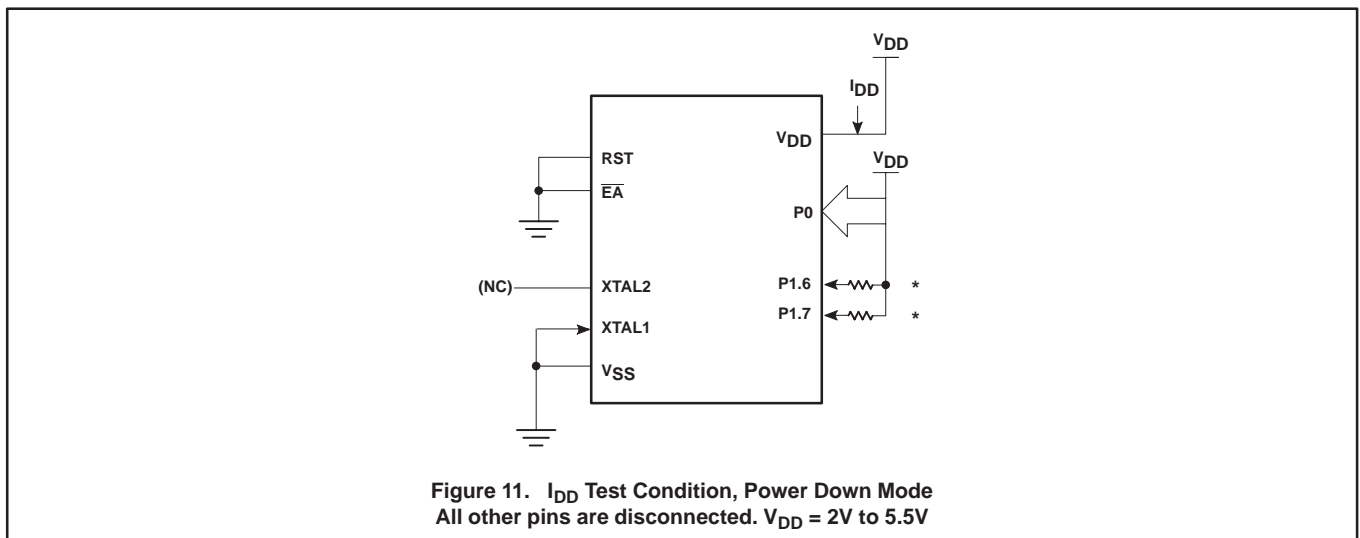 VDD
IDD
VDD
VDD
RST
EA
P0
(NC)
XTAL2
P1.6
*
P1.7
*
XTAL1
VSS
Figure 11. IDD Test Condition, Power Down Mode
All other pins are disconnected. VDD = 2V to 5.5V